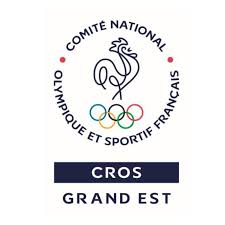 COMITÉ NATIONAL
OLYMPIQUE ET SPORTIF FRANÇAIS
CROS
GRAND EST